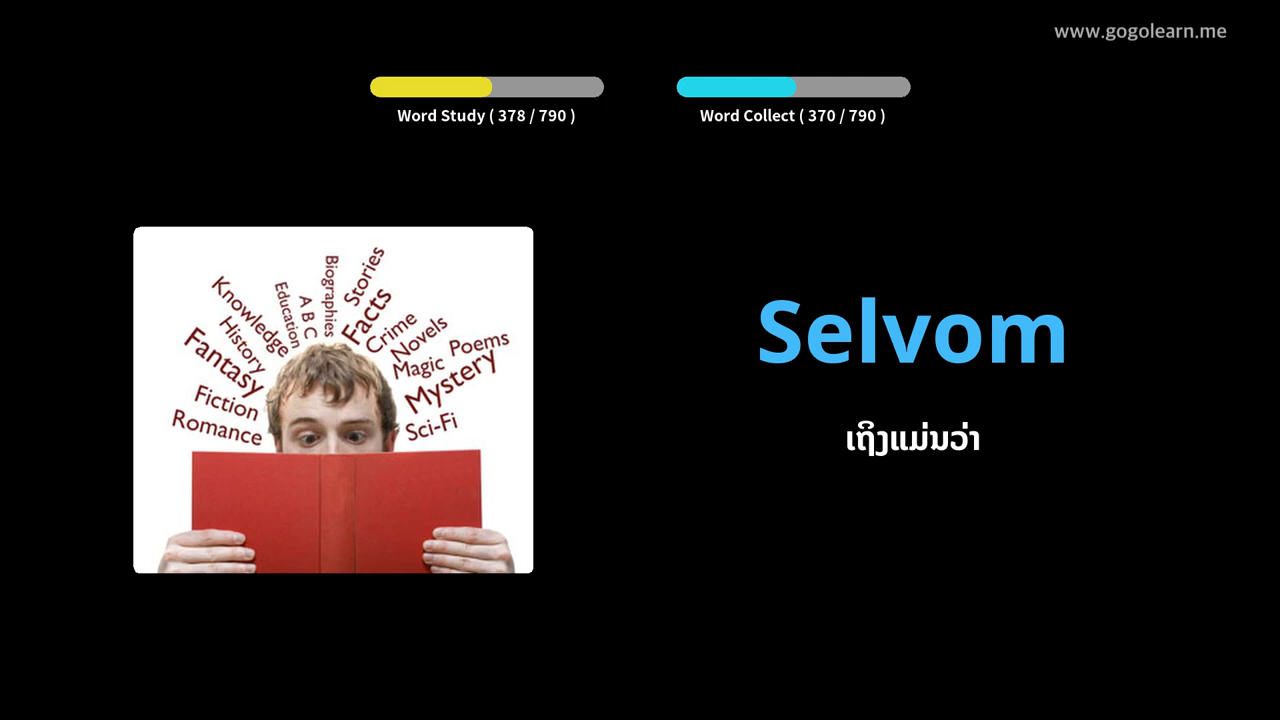 www.gogolearn.me
Word Study ( 378 / 790 )
Word Collect ( 370 / 790 )
Knowledge
History
Fantasy
Fiction
Romance
Education
A B C
Biographies
Stories
Facts
Crime
Novels
Magic
Poems
Mystery
Sci-Fi
Selvom
ເຖິງແມ່ນວ່າ